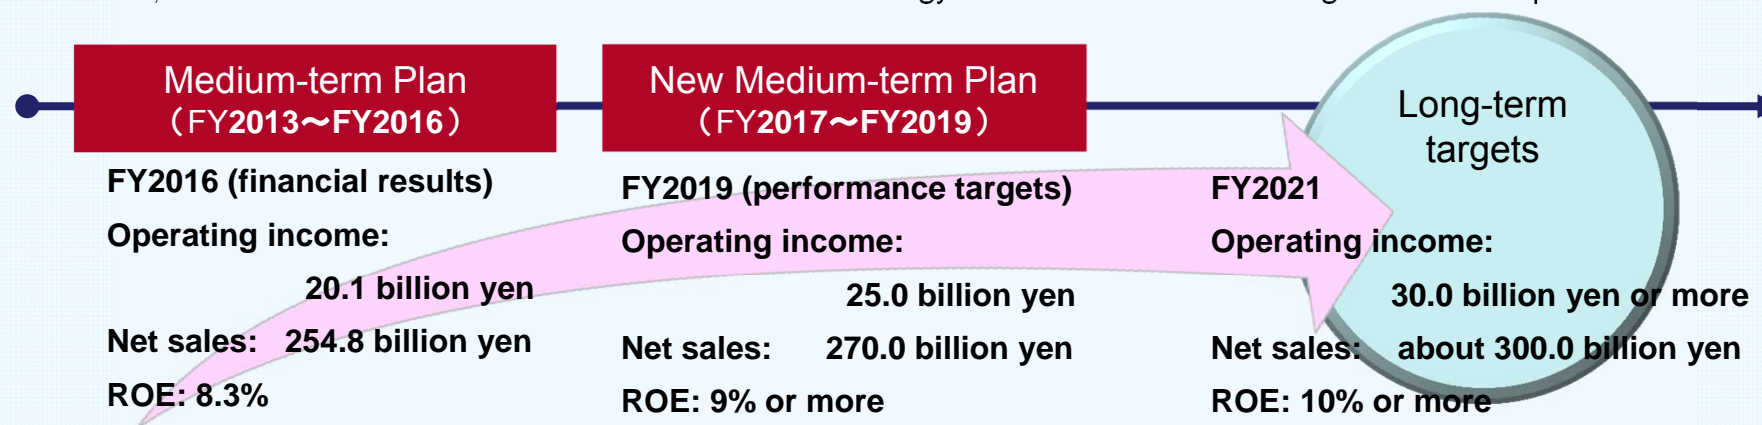 Medium-term Plan
（FY2013～FY2016）
FY2016 (financial results)
Operating income:
20.1 billion yen
Net sales: 254.8 billion yen
ROE: 8.3%
New Medium-term Plan
（FY2017～FY2019）
FY2019 (performance targets)
Operating income:
25.0 billion yen
Net sales: 270.0 billion yen
ROE: 9% or more
Long-term
targets
FY2021
Operating income:
30.0 billion yen or more
Net sales: about 300.0 billion yen
ROE: 10% or more